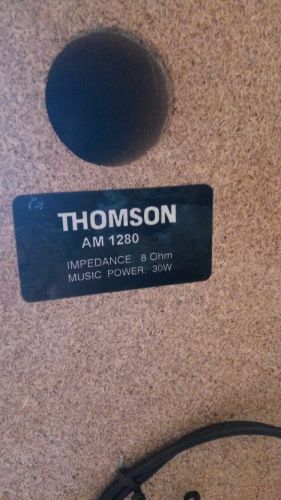 THOMSON
AM 1280
IMPEDANCE: 8 Ohm
MUSIC POWER: 30W